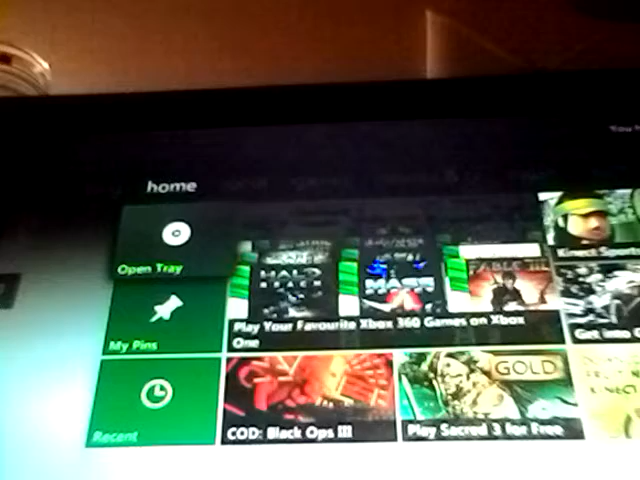 home
Open Tray
My Pins
Recent
HALO
REACH
MASS
FABLE III
Play Your Favourite Xbox 360 Games on Xbox
One
COD: Black Ops III
GOLD
Play Sacred 3 for Free
Kinect Sports
Get into